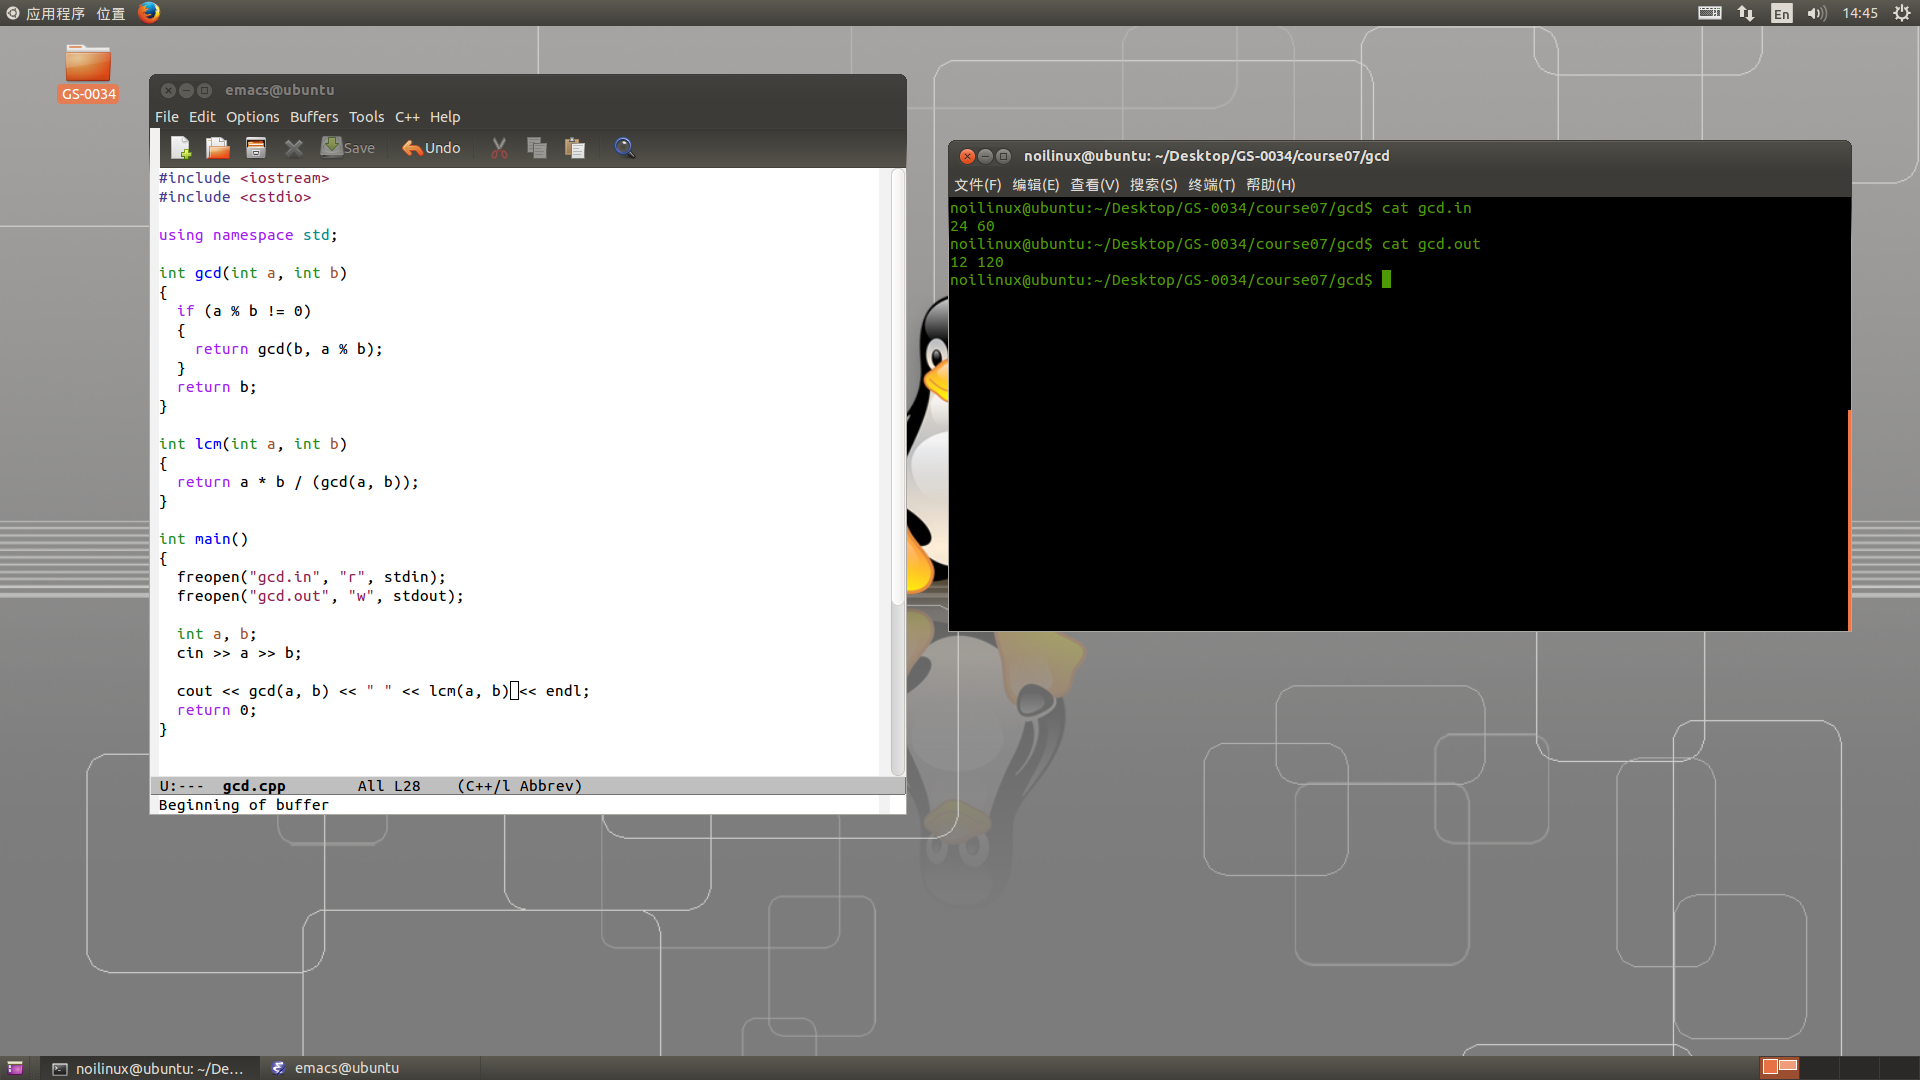 应用程序 位置
En 14:45
GS-0034
emacs@ubuntu
File Edit Options Buffers Tools C++ Help
Save Undo
#include <iostream>
#include <cstdio>
using namespace std;
int gcd(int a, int b)
{
if (a % b != 0)
{
return gcd(b, a % b);
}
return b;
}
int lcm(int a, int b)
{
return a * b / (gcd(a, b));
}
int main()
{
freopen("gcd.in", "r", stdin);
freopen("gcd.out", "w", stdout);
int a, b;
cin >> a >> b;
cout << gcd(a, b) << " " << lcm(a, b) << endl;
return 0;
}
U:--- gcd.cpp All L28 (C++/l Abbrev)
Beginning of buffer
noilinux@ubuntu: ~/Desktop/GS-0034/course07/gcd
文件(F) 编辑(E) 查看(V) 搜索(S) 终端(T) 帮助(H)
noilinux@ubuntu:~/Desktop/GS-0034/course07/gcd$ cat gcd.in
24 60
noilinux@ubuntu:~/Desktop/GS-0034/course07/gcd$ cat gcd.out
12 120
noilinux@ubuntu:~/Desktop/GS-0034/course07/gcd$
noilinux@ubuntu: ~/De... emacs@ubuntu